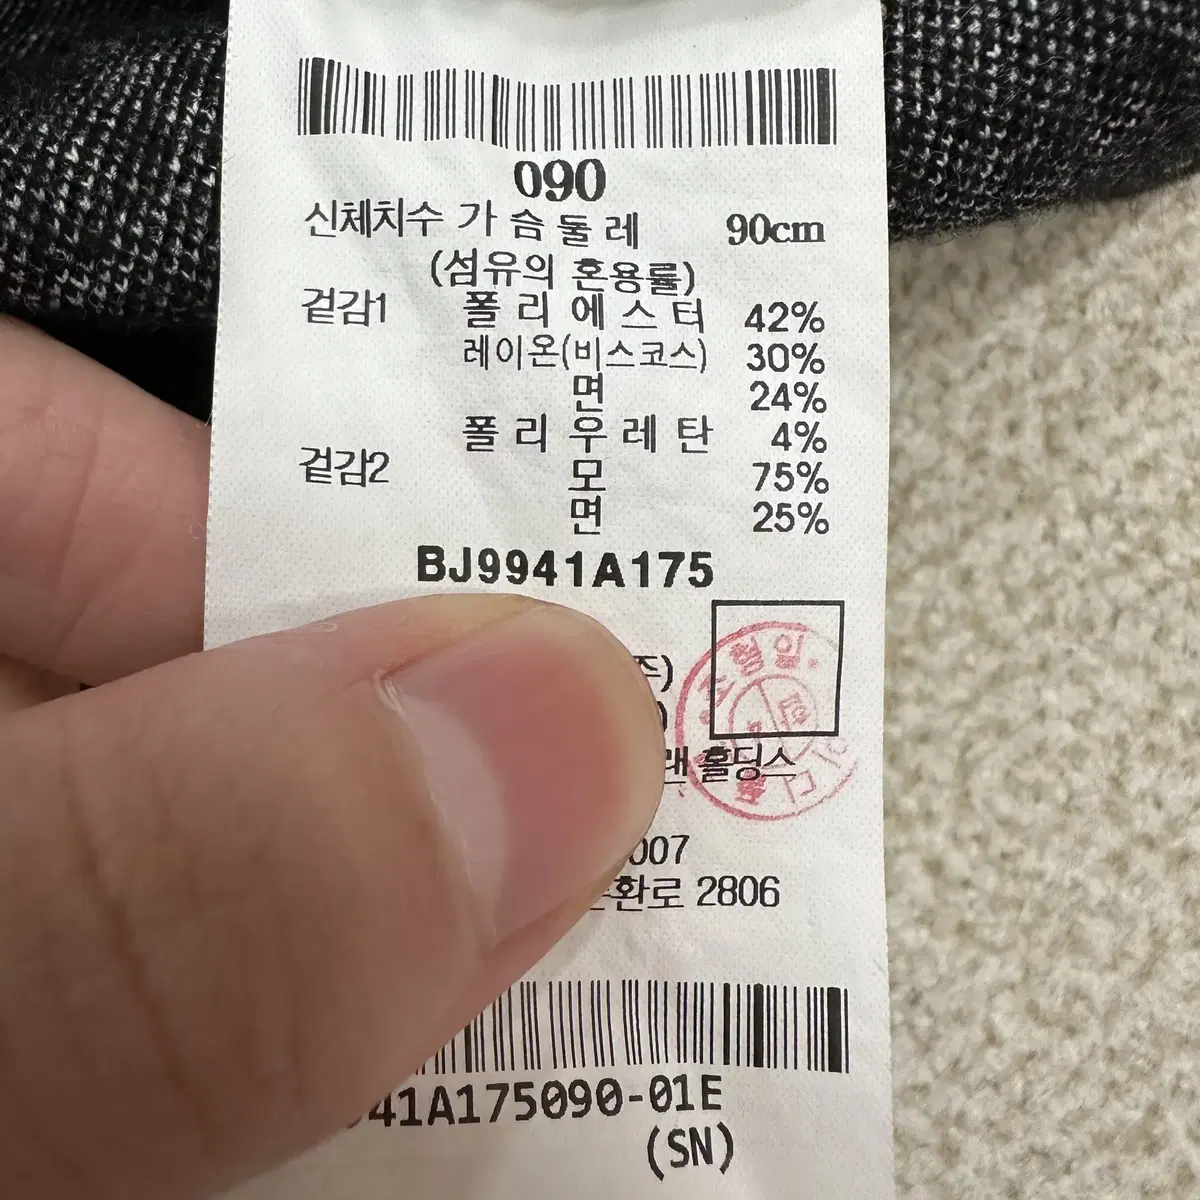 090
신체치수 가 슴 둘 레 90cm
(섬유의 혼용률)
겉감1 폴 리 에 스 터 42%
레이온(비스코스) 30%
면 24%
폴 리 우 레 탄 4%
겉감2 모 75%
면 25%
BJ9941A175
홀딩스
007
2806
41A175090-01E
(SN)